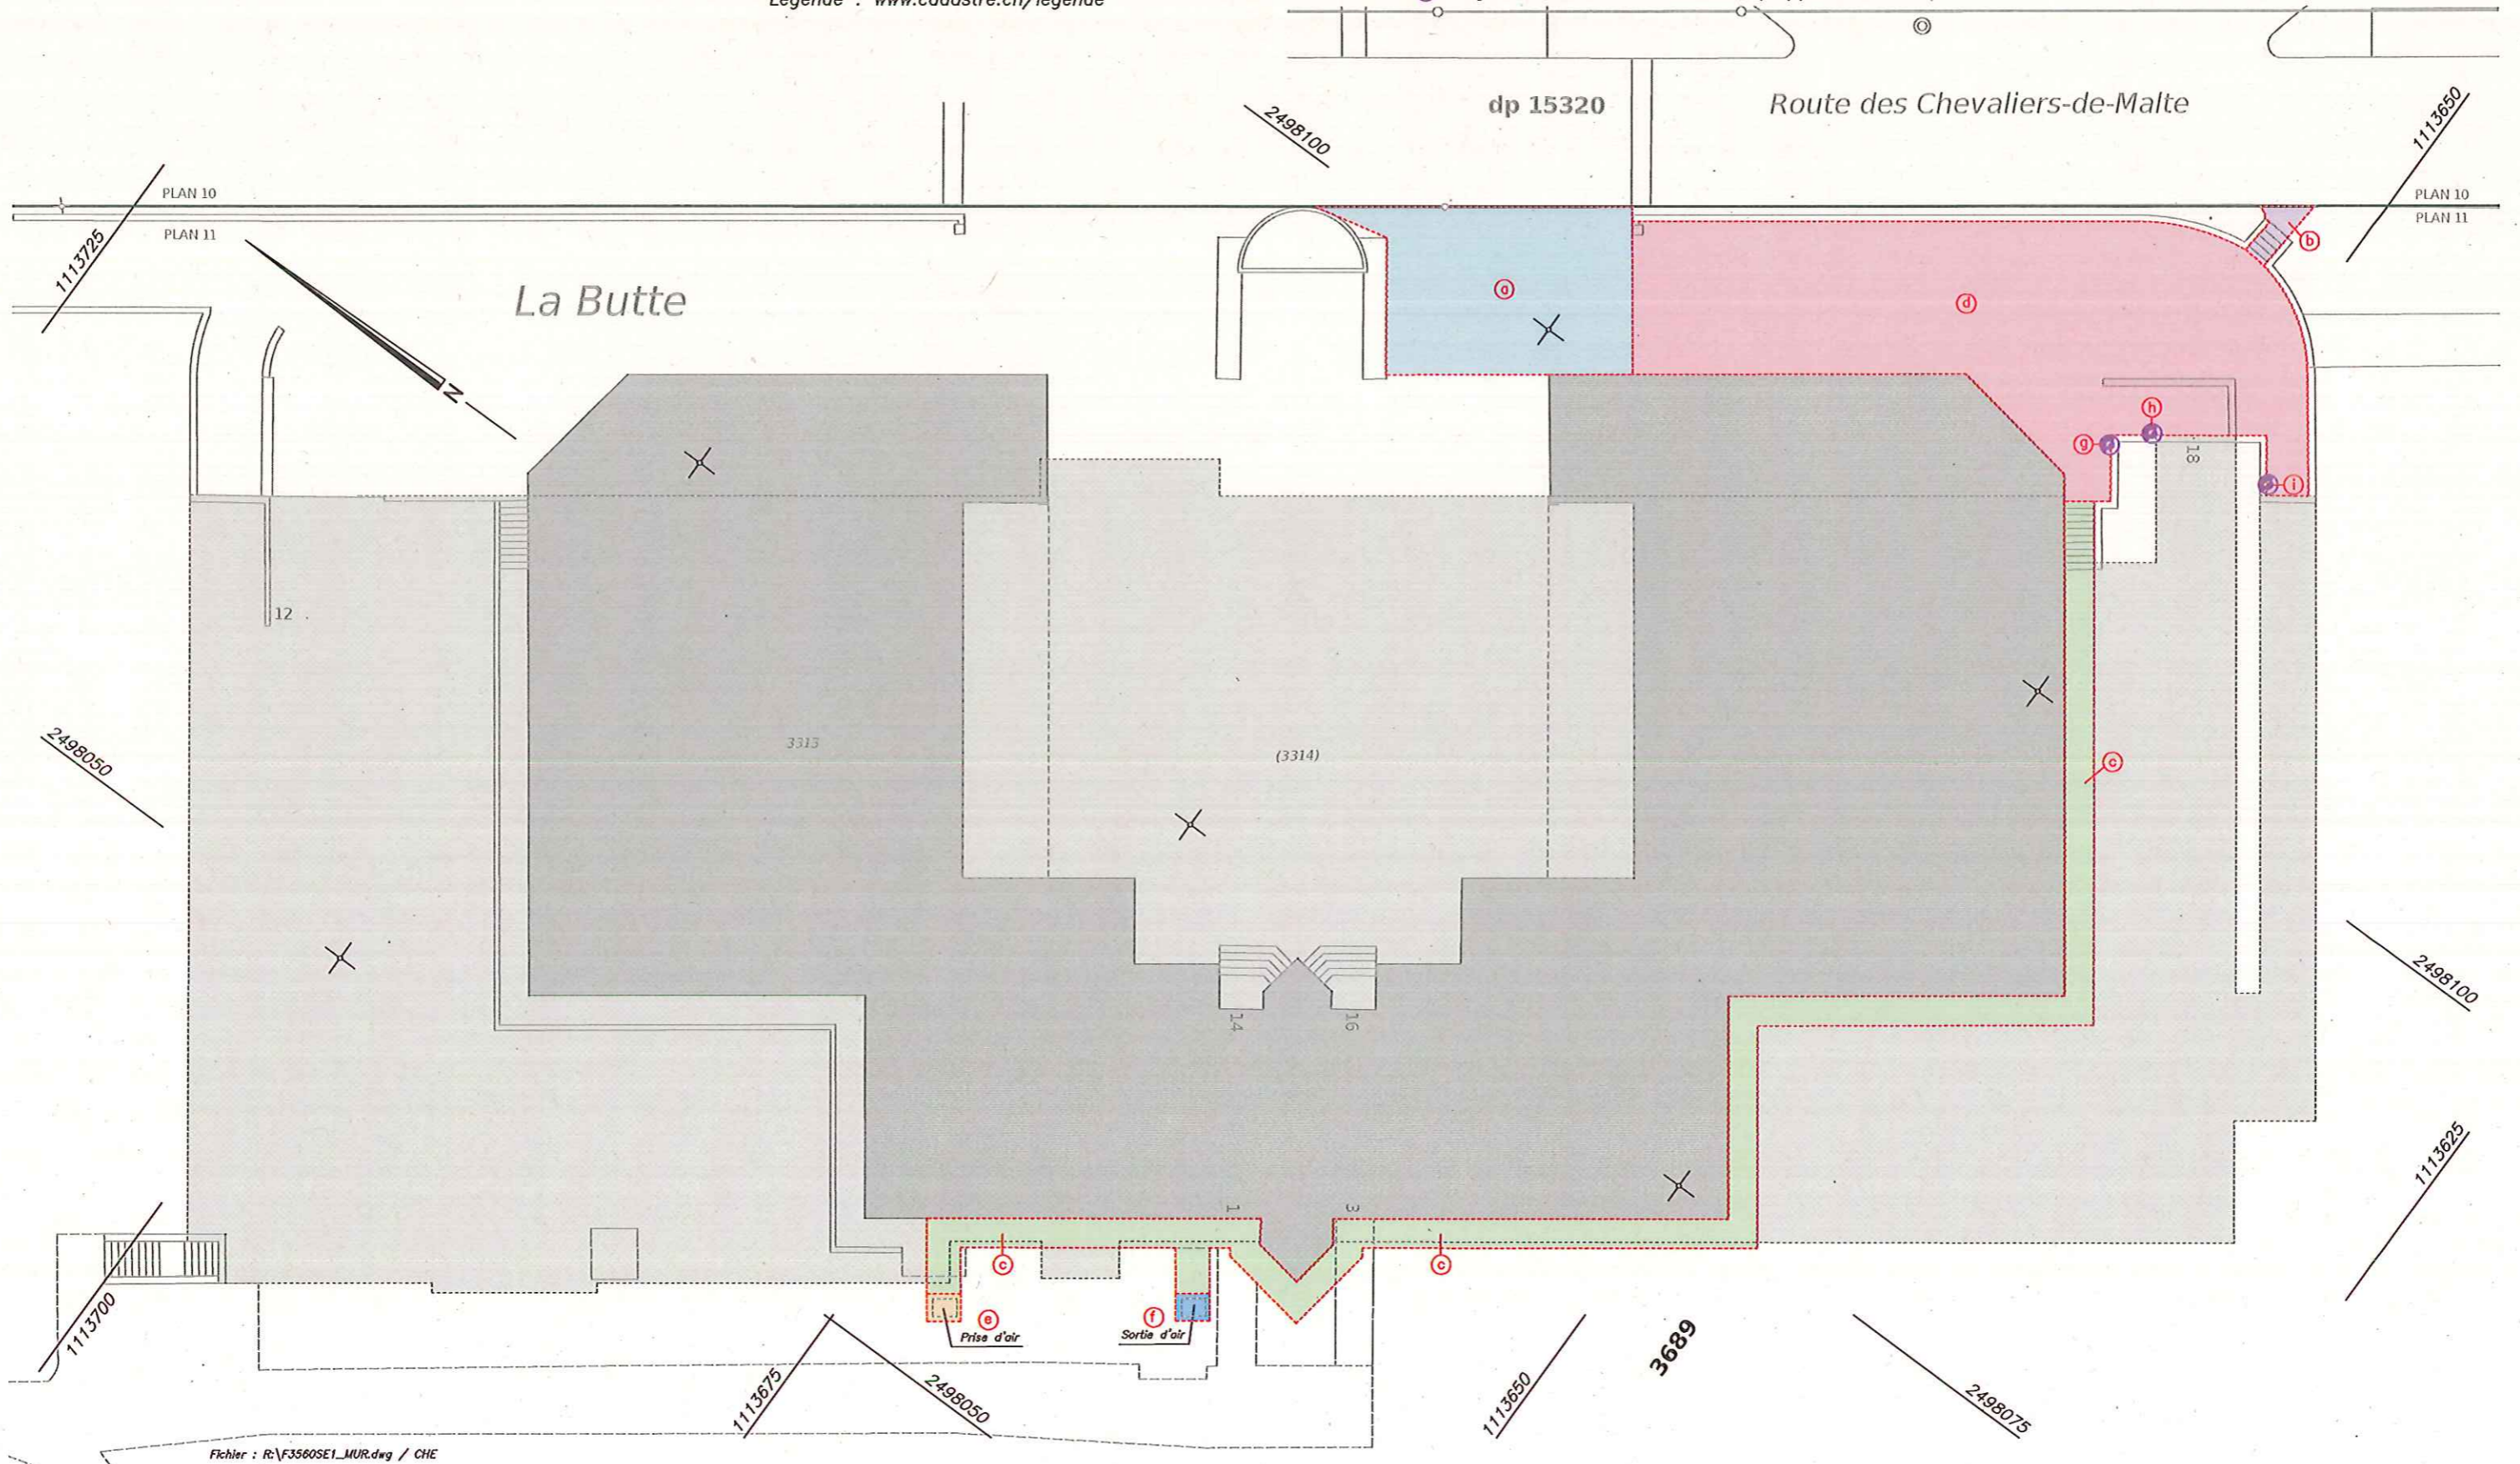 Légende : www.cadastre.ch/legende
dp 15320
Route des Chevaliers-de-Malte
2498100
1113650
PLAN 10
PLAN 10
PLAN 11
PLAN 11
1113725
b
La Butte
a
d
N
h
g
18
i
12
2498050
3313
(3314)
c
2498100
14
16
1
3
1113625
c
c
e
Prise d'air
f
Sortie d'air
1113700
3689
1113675
2498050
1113650
2498075
Fichier : R:\F3560SE1_MUR.dwg / CHE